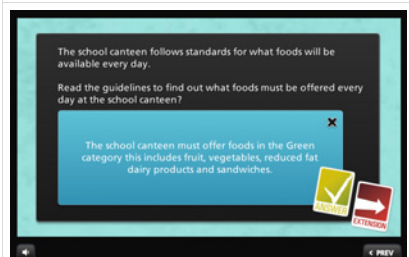 The school canteen follows standards for what foods will be
available every day.
Read the guidelines to find out what foods must be offered every
day at the school canteen?
The school canteen must offer foods in the Green
category this includes fruit, vegetables, reduced fat
dairy products and sandwiches.
ANSWER
EXTENSION
< PREV